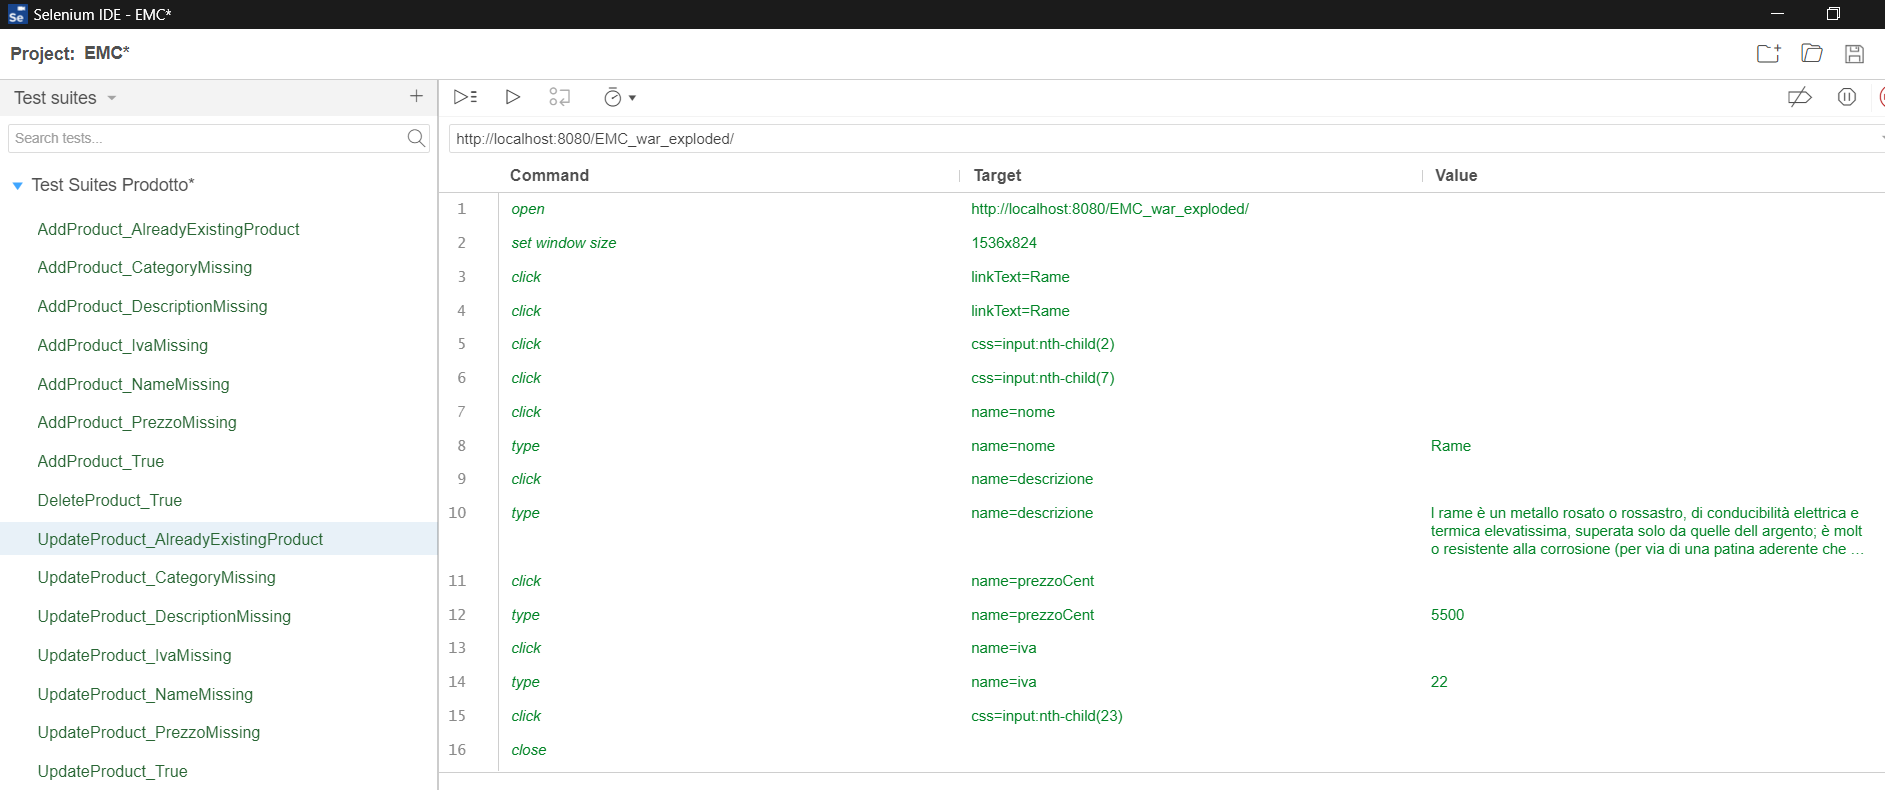 Se Selenium IDE - EMC*
Project: EMC*
Test suites
Search tests...
Test Suites Prodotto*
AddProduct_AlreadyExistingProduct
AddProduct_CategoryMissing
AddProduct_DescriptionMissing
AddProduct_IvaMissing
AddProduct_NameMissing
AddProduct_PrezzoMissing
AddProduct_True
DeleteProduct_True
UpdateProduct_AlreadyExistingProduct
UpdateProduct_CategoryMissing
UpdateProduct_DescriptionMissing
UpdateProduct_IvaMissing
UpdateProduct_NameMissing
UpdateProduct_PrezzoMissing
UpdateProduct_True
http://localhost:8080/EMC_war_exploded/
Command Target Value
1 open http://localhost:8080/EMC_war_exploded/
2 set window size 1536x824
3 click linkText=Rame
4 click linkText=Rame
5 click css=input:nth-child(2)
6 click css=input:nth-child(7)
7 click name=nome
8 type name=nome Rame
9 click name=descrizione
10 type name=descrizione l rame è un metallo rosato o rossastro, di conducibilità elettrica e
termica elevatissima, superata solo da quelle dell argento; è molt
o resistente alla corrosione (per via di una patina aderente che ...
11 click name=prezzoCent
12 type name=prezzoCent 5500
13 click name=iva
14 type name=iva 22
15 click css=input:nth-child(23)
16 close